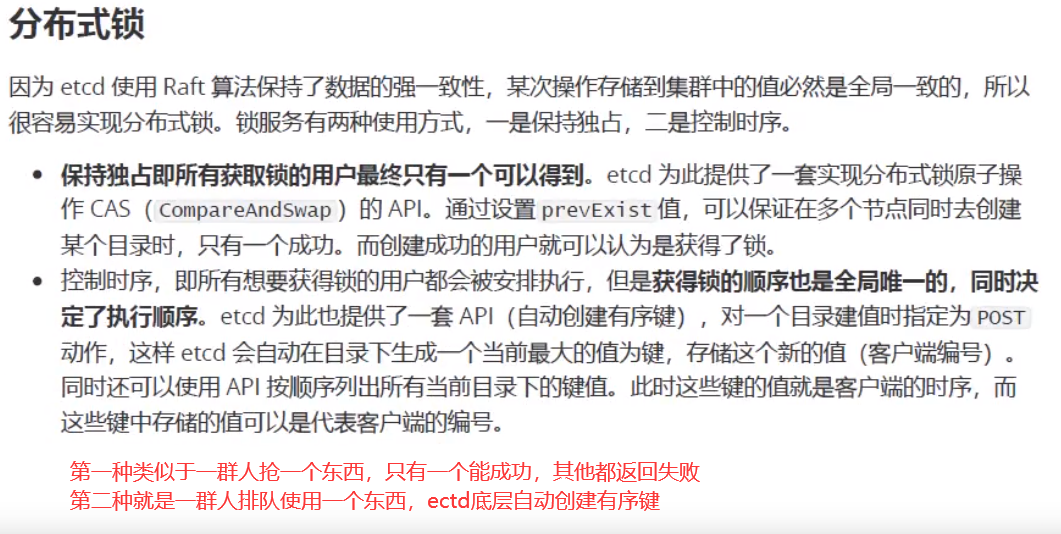 分布式锁
因为 etcd 使用 Raft 算法保持了数据的强一致性，某次操作存储到集群中的值必然是全局一致的，所以
很容易实现分布式锁。锁服务有两种使用方式，一是保持独占，二是控制时序。
• 保持独占即所有获取锁的用户最终只有一个可以得到。etcd 为此提供了一套实现分布式锁原子操
作 CAS（CompareAndSwap）的 API。通过设置prevExist值，可以保证在多个节点同时去创建
某个目录时，只有一个成功。而创建成功的用户就可以认为是获得了锁。
• 控制时序，即所有想要获得锁的用户都会被安排执行，但是获得锁的顺序也是全局唯一的，同时决
定了执行顺序。etcd 为此也提供了一套 API（自动创建有序键），对一个目录建值时指定为POST
动作，这样 etcd 会自动在目录下生成一个当前最大的值为键，存储这个新的值（客户端编号）。
同时还可以使用 API 按顺序列出所有当前目录下的键值。此时这些键的值就是客户端的时序，而
这些键中存储的值可以是代表客户端的编号。
第一种类似于一群人抢一个东西，只有一个能成功，其他都返回失败
第二种就是一群人排队使用一个东西，ectd底层自动创建有序键